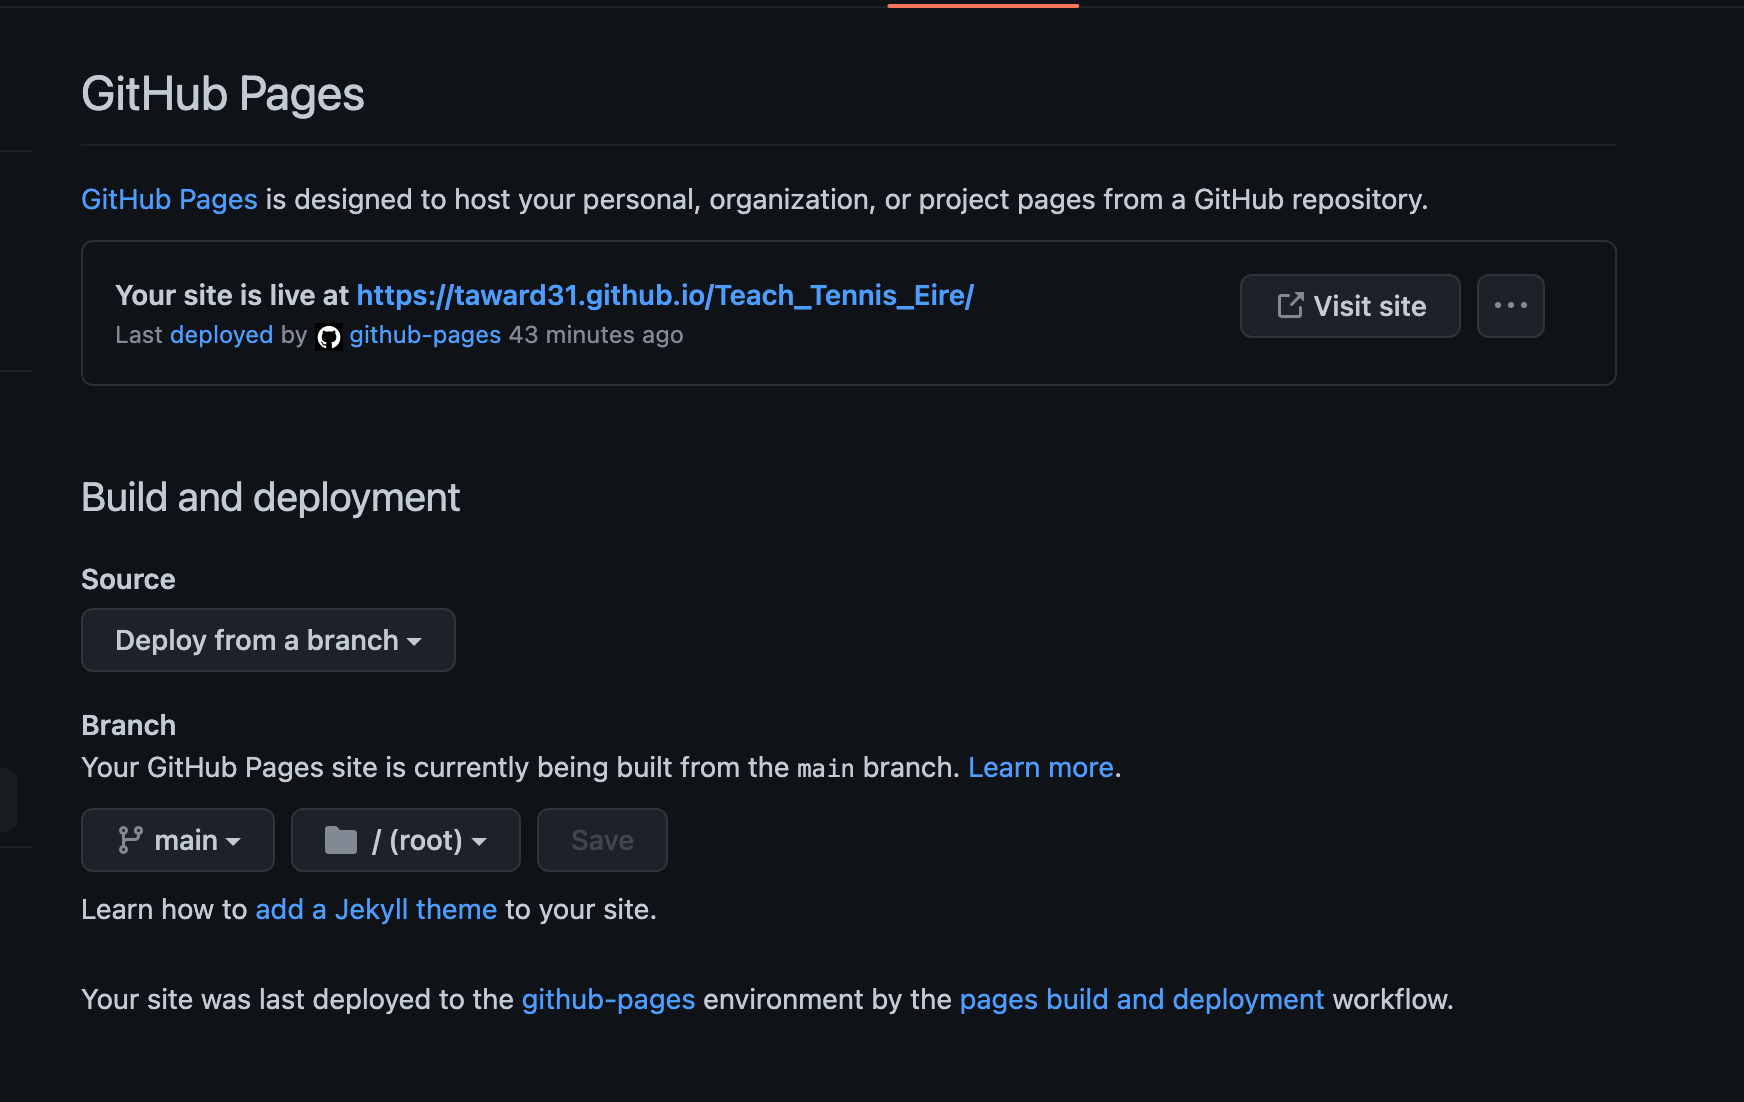 GitHub Pages
GitHub Pages is designed to host your personal, organization, or project pages from a GitHub repository.
Your site is live at https://taward31.github.io/Teach_Tennis_Eire/
Last deployed by github-pages 43 minutes ago
Visit site
Build and deployment
Source
Deploy from a branch
Branch
Your GitHub Pages site is currently being built from the main branch. Learn more.
main
/ (root)
Save
Learn how to add a Jekyll theme to your site.
Your site was last deployed to the github-pages environment by the pages build and deployment workflow.